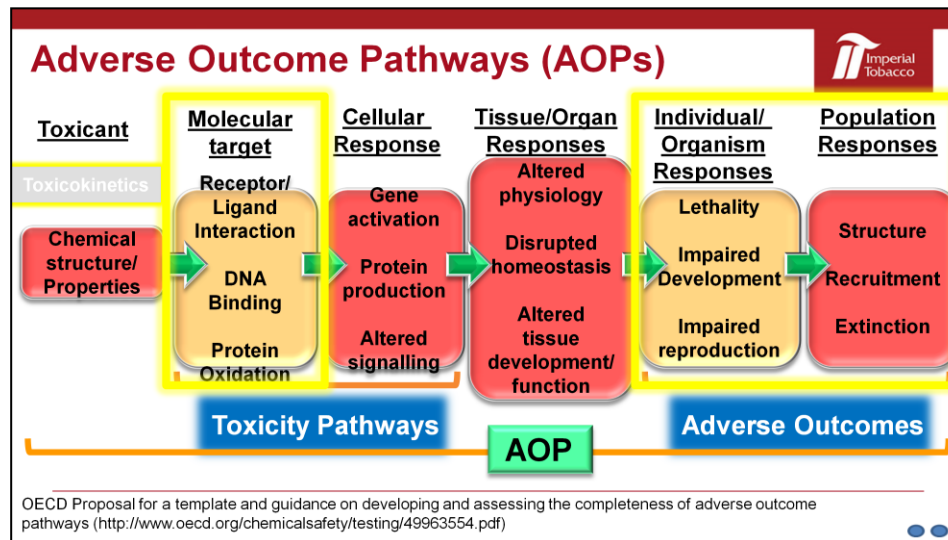 Adverse Outcome Pathways (AOPs)
Imperial
Tobacco
Toxicant
Molecular
target
Cellular
Response
Tissue/Organ
Responses
Individual/
Organism
Responses
Population
Responses
Toxicokinetics
Chemical
structure/
Properties
Receptor/
Ligand
Interaction
DNA
Binding
Protein
Oxidation
Gene
activation
Protein
production
Altered
signalling
Altered
physiology
Disrupted
homeostasis
Altered
tissue
development/
function
Lethality
Impaired
Development
Impaired
reproduction
Structure
Recruitment
Extinction
Toxicity Pathways
Adverse Outcomes
AOP
OECD Proposal for a template and guidance on developing and assessing the completeness of adverse outcome
pathways (http://www.oecd.org/chemicalsafety/testing/49963554.pdf)